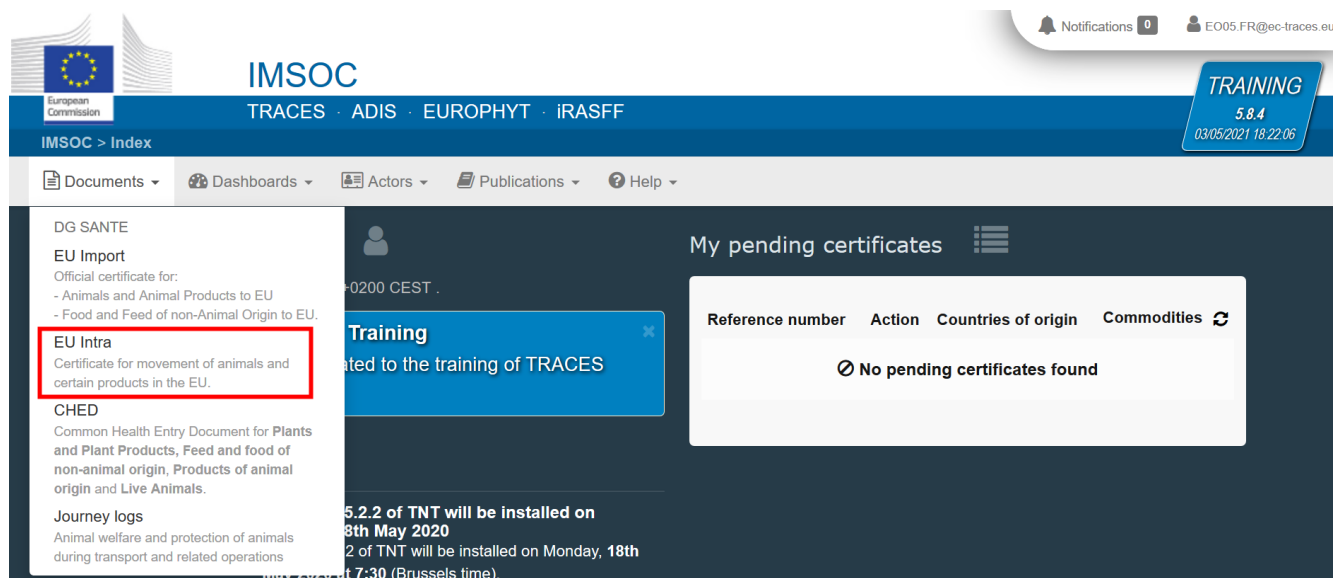 Notifications 0
EO05.FR@ec-traces.eu
European
Commission
IMSOC
TRACES · ADIS · EUROPHYT · iRASFF
TRAINING
5.8.4
03/05/2021 18:22:06
IMSOC > Index
Documents
Dashboards
Actors
Publications
Help
DG SANTE
EU Import
Official certificate for:
- Animals and Animal Products to EU
- Food and Feed of non-Animal Origin to EU.
EU Intra
Certificate for movement of animals and
certain products in the EU.
CHED
Common Health Entry Document for Plants
and Plant Products, Feed and food of
non-animal origin, Products of animal
origin and Live Animals.
Journey logs
Animal welfare and protection of animals
during transport and related operations
+0200 CEST .
Training
ated to the training of TRACES
5.2.2 of TNT will be installed on
8th May 2020
2 of TNT will be installed on Monday, 18th
May 2020 at 7:30 (Brussels time).
My pending certificates
Reference number Action Countries of origin Commodities
No pending certificates found